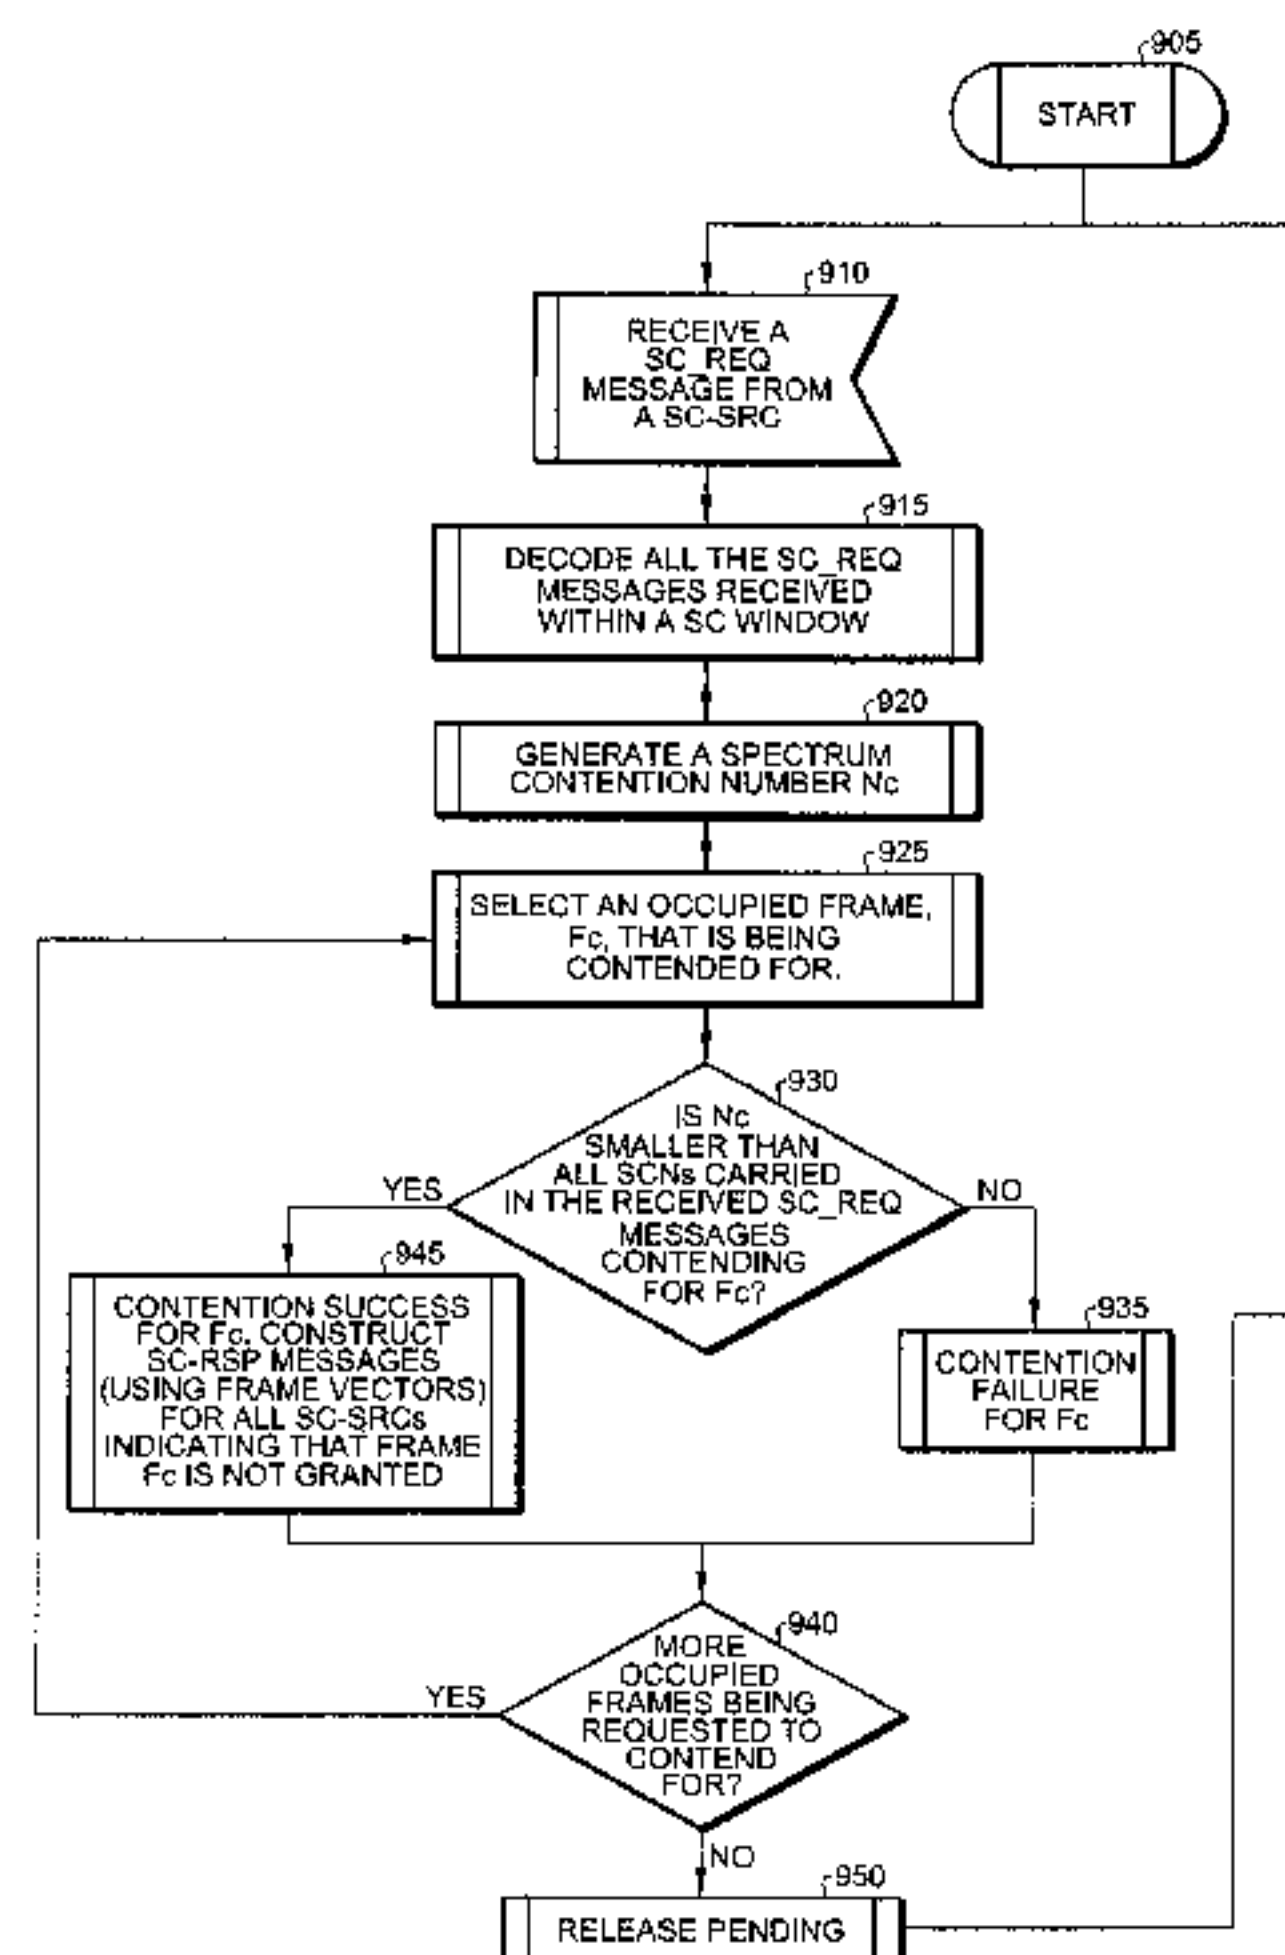 905
START
910
RECEIVE A
SC_REQ
MESSAGE FROM
A SC-SRC
915
DECODE ALL THE SC_REQ
MESSAGES RECEIVED
WITHIN A SC WINDOW
920
GENERATE A SPECTRUM
CONTENTION NUMBER Nc
925
SELECT AN OCCUPIED FRAME,
Fc, THAT IS BEING
CONTENDED FOR.
930
IS Nc
SMALLER THAN
ALL SCNs CARRIED
IN THE RECEIVED SC_REQ
MESSAGES
CONTENDING
FOR Fc?
YES
NO
945
CONTENTION SUCCESS
FOR Fc. CONSTRUCT
SC-RSP MESSAGES
(USING FRAME VECTORS)
FOR ALL SC-SRCs
INDICATING THAT FRAME
Fc IS NOT GRANTED
935
CONTENTION
FAILURE
FOR Fc
940
MORE
OCCUPIED
FRAMES BEING
REQUESTED TO
CONTEND
FOR?
YES
NO
950
RELEASE PENDING